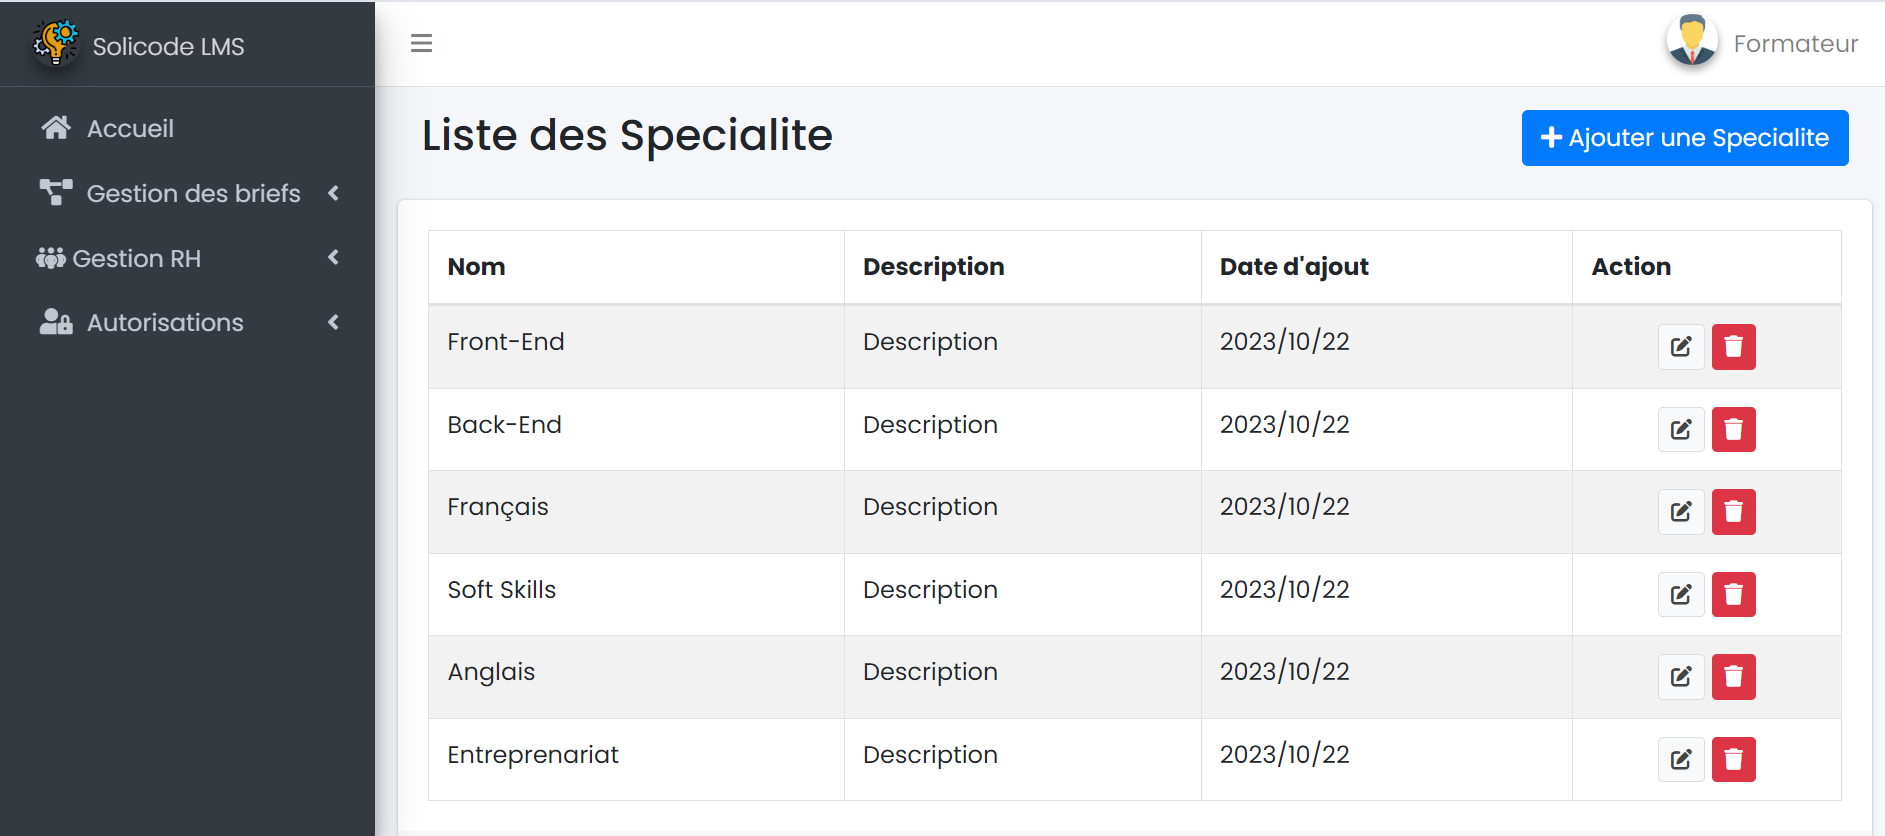 Solicode LMS
Formateur
Accueil
Gestion des briefs
Gestion RH
Autorisations
Liste des Specialite
Ajouter une Specialite
Nom Description Date d'ajout Action
Front-End Description 2023/10/22
Back-End Description 2023/10/22
Français Description 2023/10/22
Soft Skills Description 2023/10/22
Anglais Description 2023/10/22
Entreprenariat Description 2023/10/22